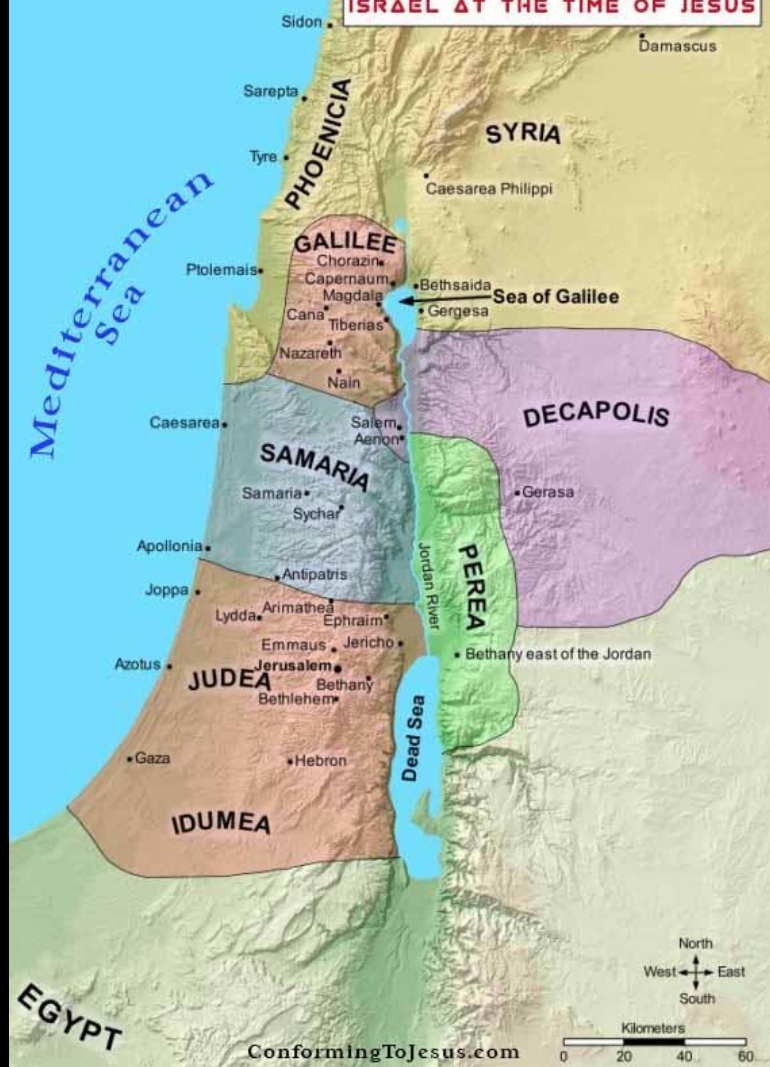 ISRAEL AT THE TIME OF JESUS
Sidon
Damascus
Sarepta
PHOENICIA
SYRIA
Tyre
Caesarea Philippi
Mediterranean
Sea
GALILEE
Chorazin
Ptolemais
Capernaum
Bethsaida
Magdala
Sea of Galilee
Cana
Gergesa
Tiberias
Nazareth
Nain
Caesarea
Salem
DECAPOLIS
Aenon
SAMARIA
Samaria
Gerasa
Sychar
Apollonia
Jordan River
PEREA
Antipatris
Joppa
Arimathea
Lydda
Ephraim
Emmaus
Jericho
Bethany east of the Jordan
Azotus
Jerusalem
JUDEA
Bethany
Bethlehem
Dead Sea
Gaza
Hebron
IDUMEA
North
West
East
South
EGYPT
Kilometers
0 20 40 60
ConformingToJesus.com